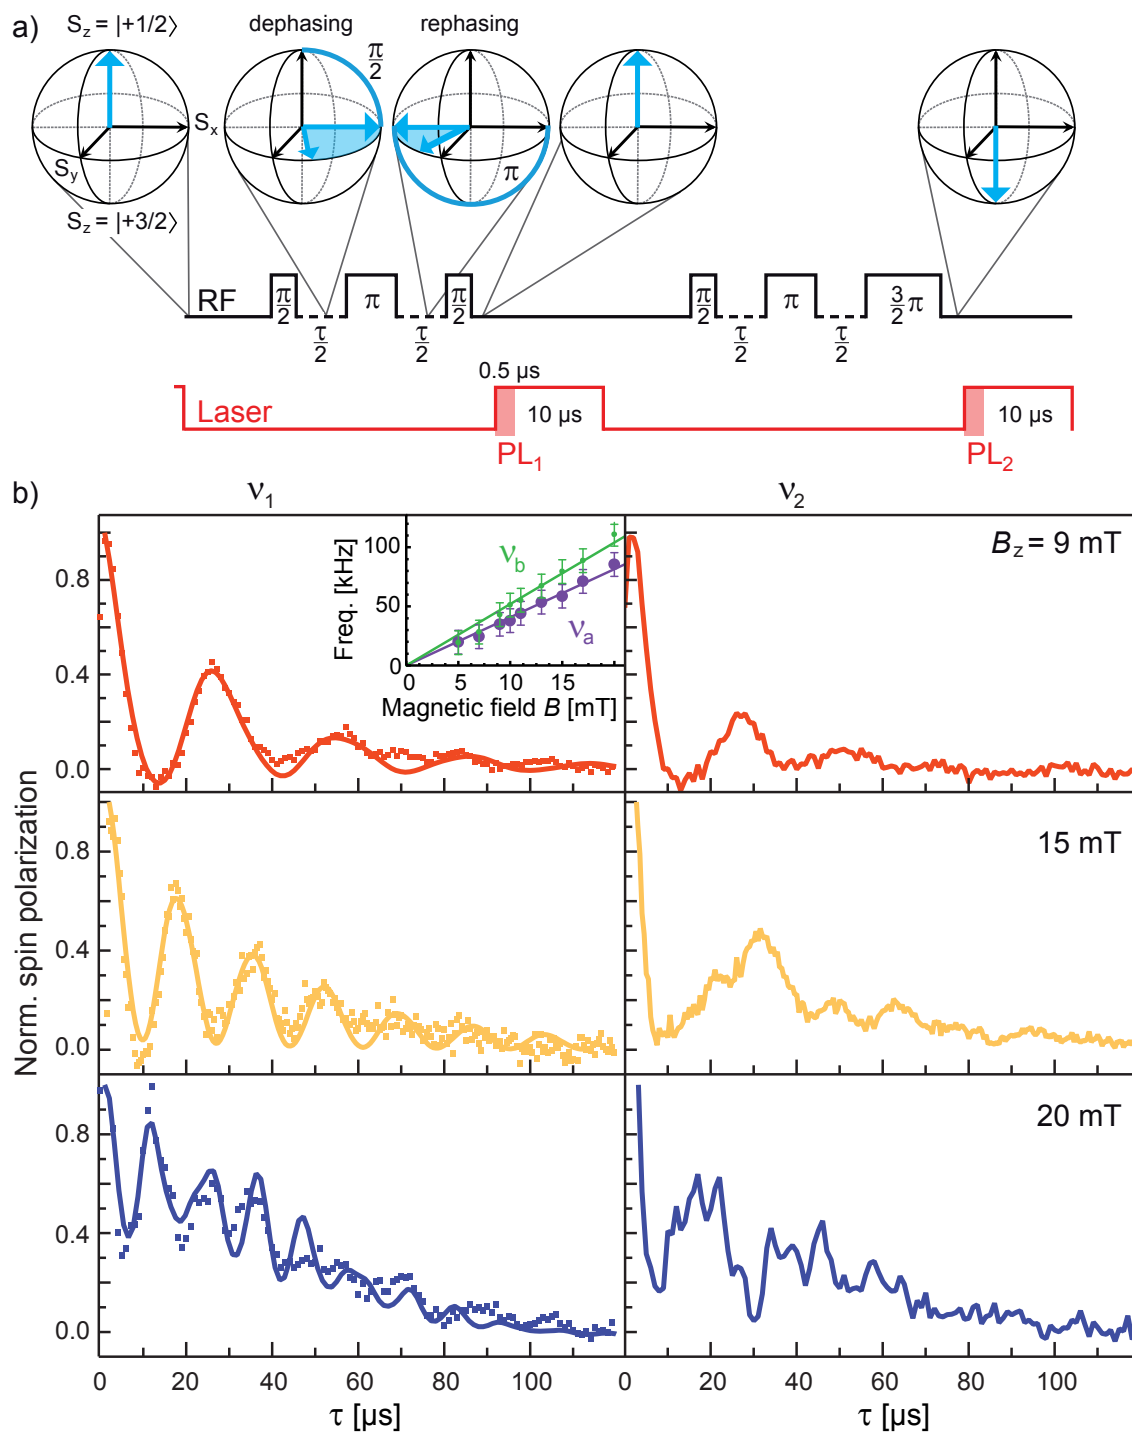 a)
S_z = |+1/2⟩
dephasing
rephasing
π/2
S_x
S_y
π
S_z = |+3/2⟩
RF
π/2
τ/2
π
τ/2
π/2
π/2
τ/2
π
τ/2
3/2 π
0.5 µs
Laser
10 µs
10 µs
PL₁
PL₂
b)
ν₁
ν₂
B_z = 9 mT
Freq. [kHz]
100
50
0
ν_b
ν_a
0
5
10
15
Magnetic field B [mT]
0.8
0.4
0.0
15 mT
0.8
0.4
0.0
20 mT
0.8
0.4
0.0
Norm. spin polarization
0 20 40 60 80 100
0 20 40 60 80 100
τ [µs]
τ [µs]